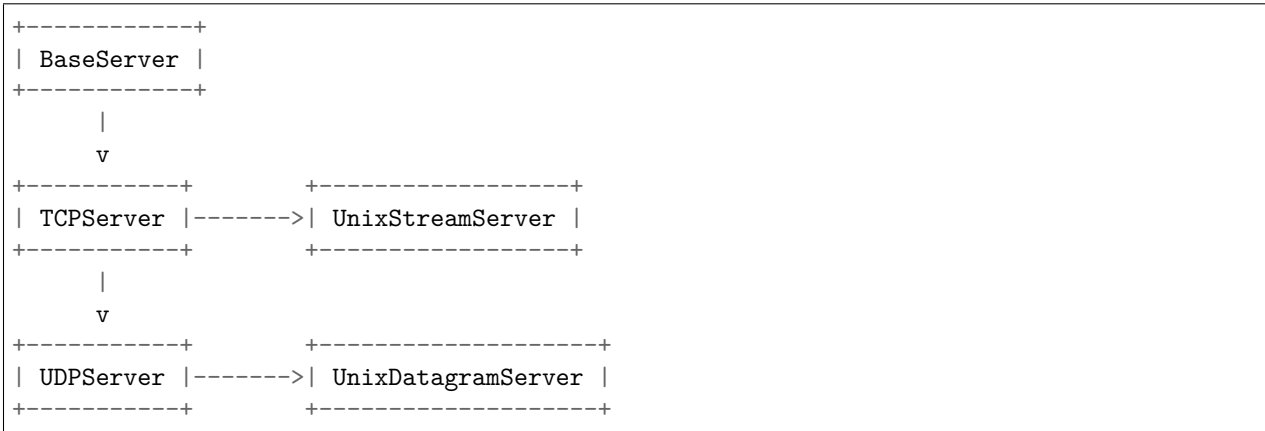 +------------+
| BaseServer |
+------------+
      |
      v
+-----------+        +------------------+
| TCPServer |------->| UnixStreamServer |
+-----------+        +------------------+
      |
      v
+-----------+        +--------------------+
| UDPServer |------->| UnixDatagramServer |
+-----------+        +--------------------+